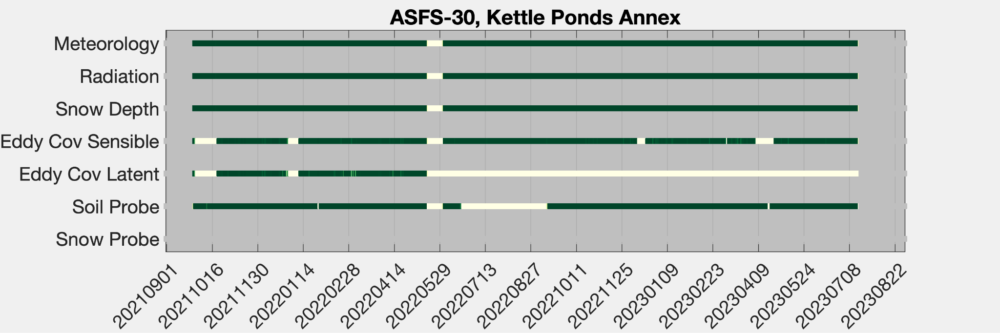 ASFS-30, Kettle Ponds Annex
Meteorology
Radiation
Snow Depth
Eddy Cov Sensible
Eddy Cov Latent
Soil Probe
Snow Probe
20210901
20211016
20211130
20220114
20220228
20220414
20220529
20220713
20220827
20221011
20221125
20230109
20230223
20230409
20230524
20230708
20230822